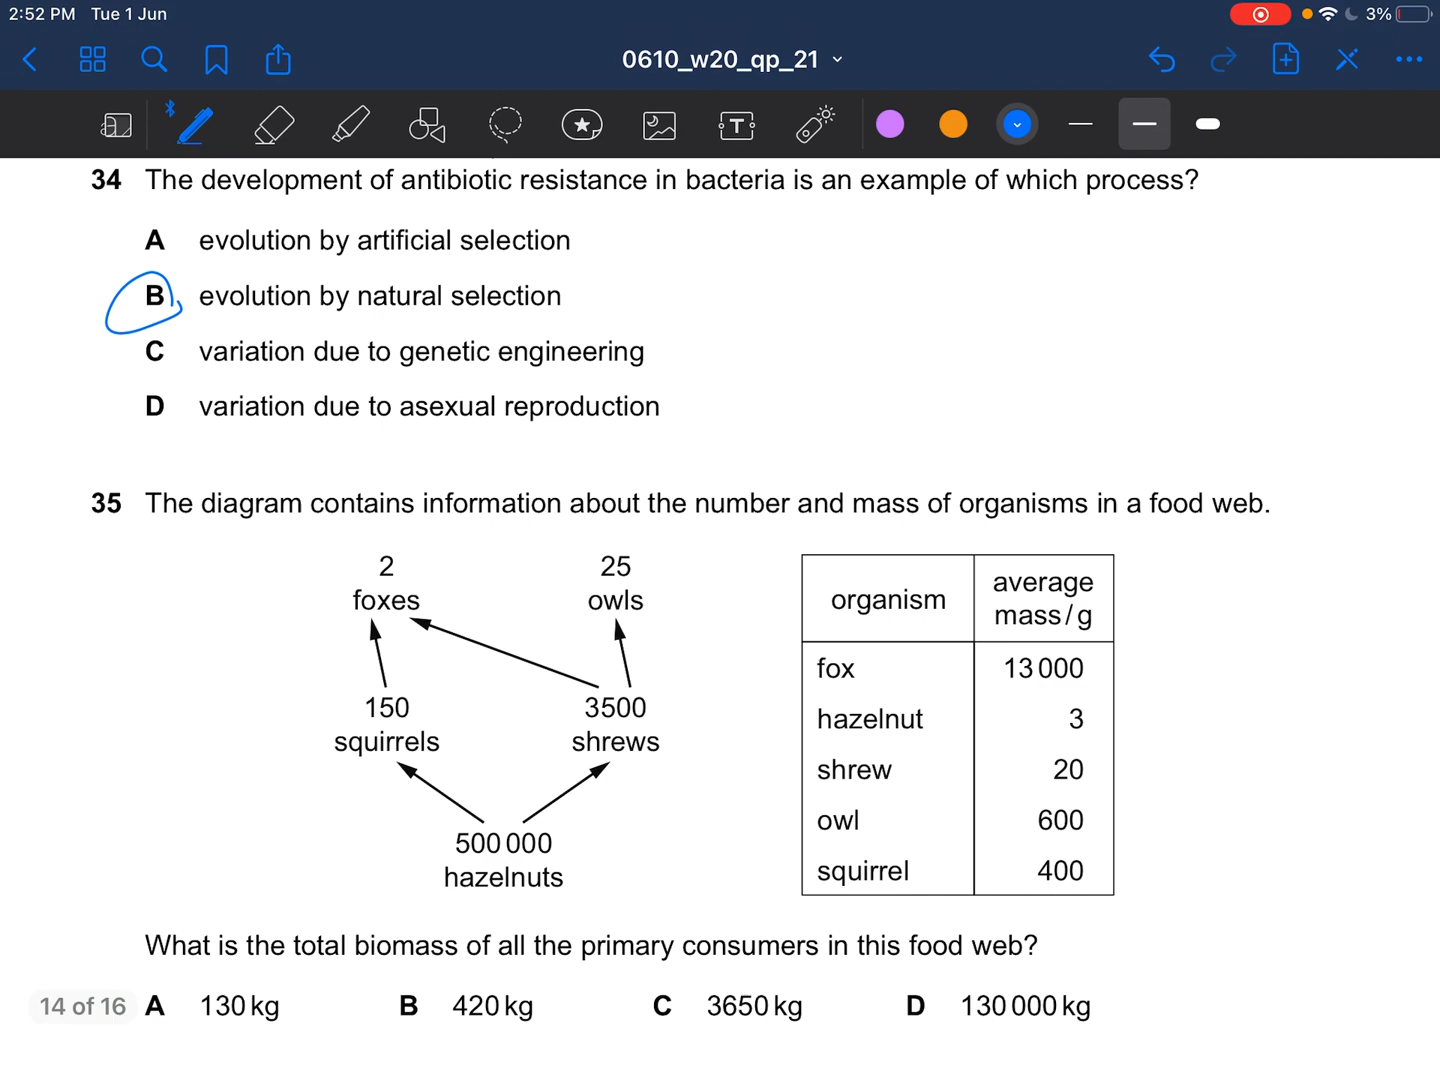 2:52 PM Tue 1 Jun
3%
0610_w20_qp_21
T
34 The development of antibiotic resistance in bacteria is an example of which process?
A evolution by artificial selection
B evolution by natural selection
C variation due to genetic engineering
D variation due to asexual reproduction
35 The diagram contains information about the number and mass of organisms in a food web.
2 25
foxes owls
150 3500
squirrels shrews
500 000
hazelnuts
organism average mass / g
fox 13 000
hazelnut 3
shrew 20
owl 600
squirrel 400
What is the total biomass of all the primary consumers in this food web?
14 of 16 A 130 kg B 420 kg C 3650 kg D 130 000 kg